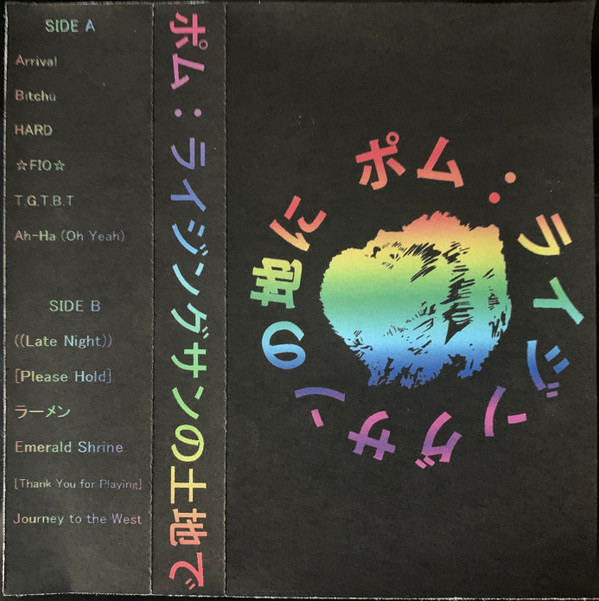 SIDE A
Arrival
Bitchu
HARD
☆FIO☆
T.G.T.B.T
Ah-Ha (Oh Yeah)
SIDE B
((Late Night))
[Please Hold]
ラーメン
Emerald Shrine
[Thank You for Playing]
Journey to the West
ポム：ライジングサンの土地で
ポム：ライジングサンの土地で